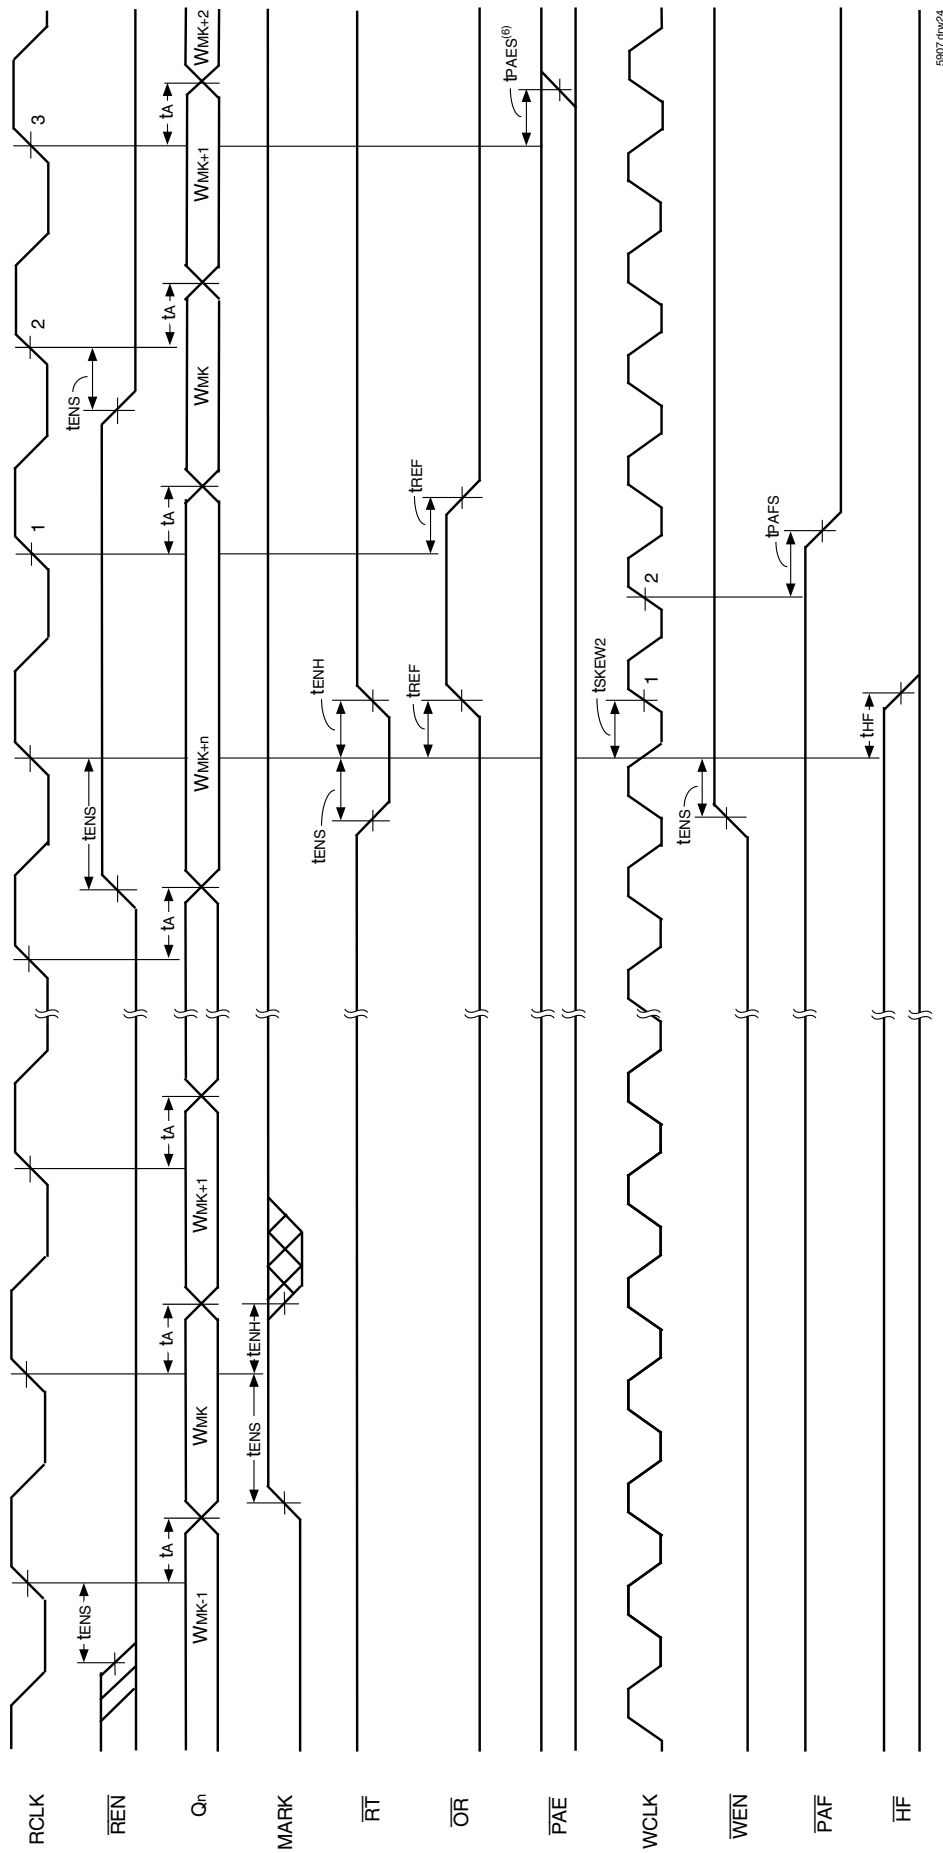 RCLK 1 2 3
tENS tENS tENS
REN
tA tA tA tA tA tA tA
Qn WMK-1 WMK WMK+1 WMK+n WMK WMK+1 WMK+2
tENS tENH
MARK
tENS tENH
RT
tREF tREF
OR
tPAES(6)
PAE
tSKEW2
WCLK 1 2
tENS
WEN
tPAFS
PAF
tHF
HF
5907 drw24